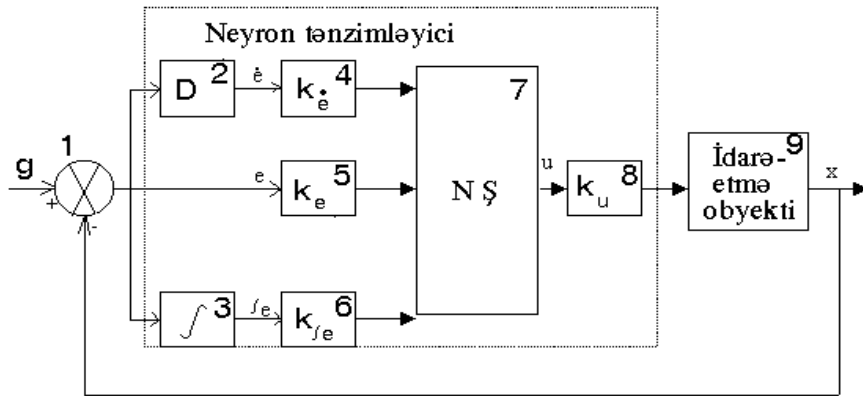 Neyron tənzimləyici
D 2
ė
k ė 4
7
1
g
+
-
e
k e 5
N Ş
u
k u 8
9
İdarə-
etmə
obyekti
x
∫ 3
∫e
k ∫e 6